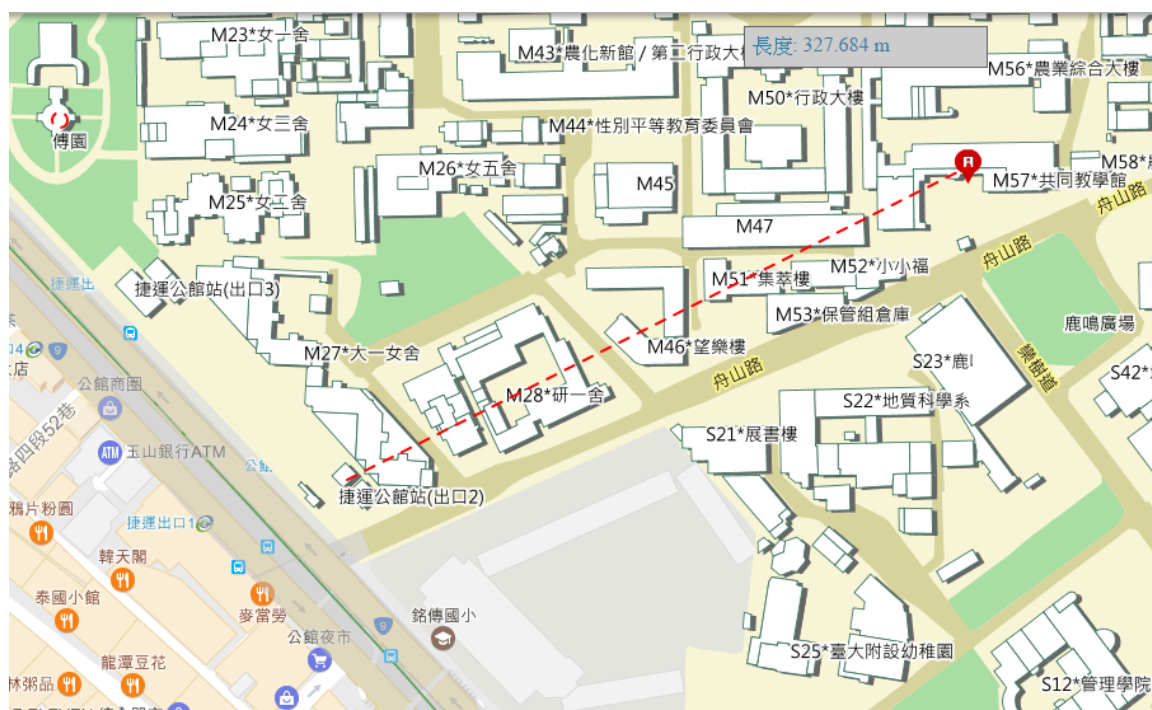 M23*女一舍
M43*農化新館 / 第二行政大樓
長度: 327.684 m
M56*農業綜合大樓
M50*行政大樓
M24*女三舍
M44*性別平等教育委員會
傅園
M26*女五舍
M45
M58*
M57*共同教學館
M25*女二舍
舟山路
M47
舟山路
捷運出
捷運公館站(出口3)
M51*集萃樓
M52*小小福
M53*保管組倉庫
鹿鳴廣場
口4
9
M27*大一女舍
M46*望樂樓
舟山路
S23*鹿
欒樹道
S42*
公館商圈
M28*研一舍
S22*地質科學系
路四段52巷
S21*展書樓
ATM
玉山銀行ATM
公館
捷運公館站(出口2)
鴉片粉圓
捷運出口1
韓天閣
泰國小館
麥當勞
9
銘傳國小
公館夜市
龍潭豆花
S25*臺大附設幼稚園
林粥品
S12*管理學院